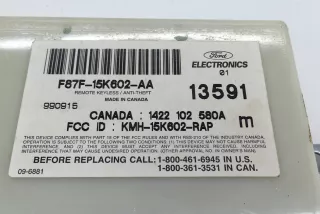 Ford
ELECTRONICS
01
F87F-15K602-AA
REMOTE KEYLESS / ANTI-THEFT
MADE IN CANADA
13591
990915
CANADA : 1422 102 580A
FCC ID : KMH-15K602-RAP
m
THIS DEVICE COMPLIES WITH PART 15 OF THE FCC RULES AND WITH RSS-210 OF INDUSTRY CANADA.
OPERATION IS SUBJECT TO THE FOLLOWING TWO CONDITIONS: (1) THIS DEVICE MAY NOT CAUSE HARMFUL
INTERFERENCE, AND (2) THIS DEVICE MUST ACCEPT ANY INTERFERENCE RECEIVED,
INCLUDING INTERFERENCE THAT MAY CAUSE UNDESIRED OPERATION.
BEFORE REPLACING CALL: 1-800-461-6945 IN U.S.
1-800-361-3531 IN CAN.
09-6881